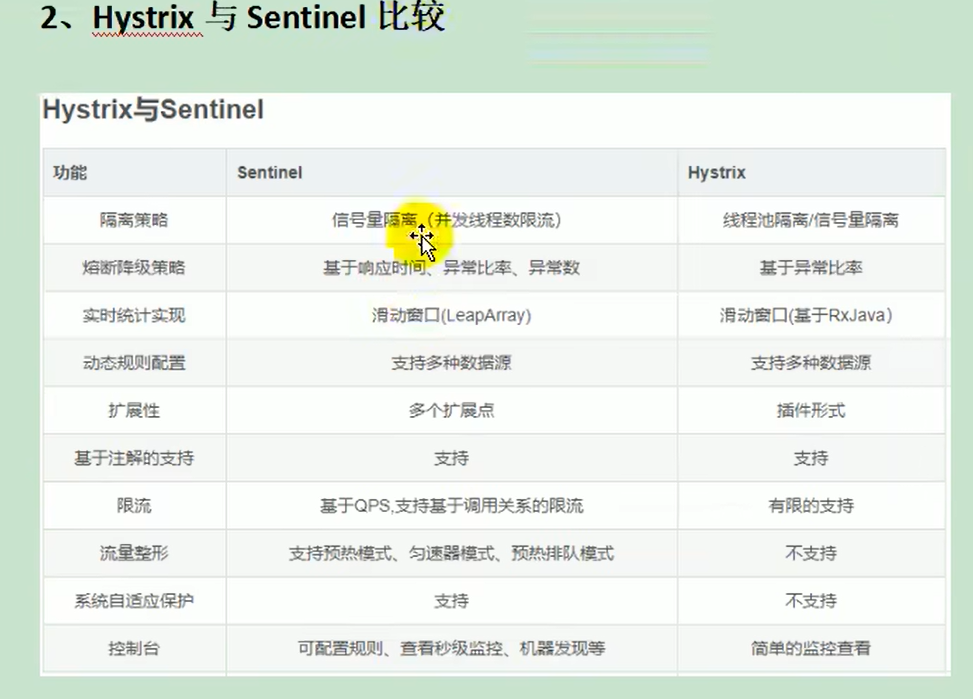 2、Hystrix 与 Sentinel 比较
Hystrix与Sentinel
功能 Sentinel Hystrix
隔离策略 信号量隔离（并发线程数限流） 线程池隔离/信号量隔离
熔断降级策略 基于响应时间、异常比率、异常数 基于异常比率
实时统计实现 滑动窗口(LeapArray) 滑动窗口(基于RxJava）
动态规则配置 支持多种数据源 支持多种数据源
扩展性 多个扩展点 插件形式
基于注解的支持 支持 支持
限流 基于QPS,支持基于调用关系的限流 有限的支持
流量整形 支持预热模式、匀速器模式、预热排队模式 不支持
系统自适应保护 支持 不支持
控制台 可配置规则、查看秒级监控、机器发现等 简单的监控查看